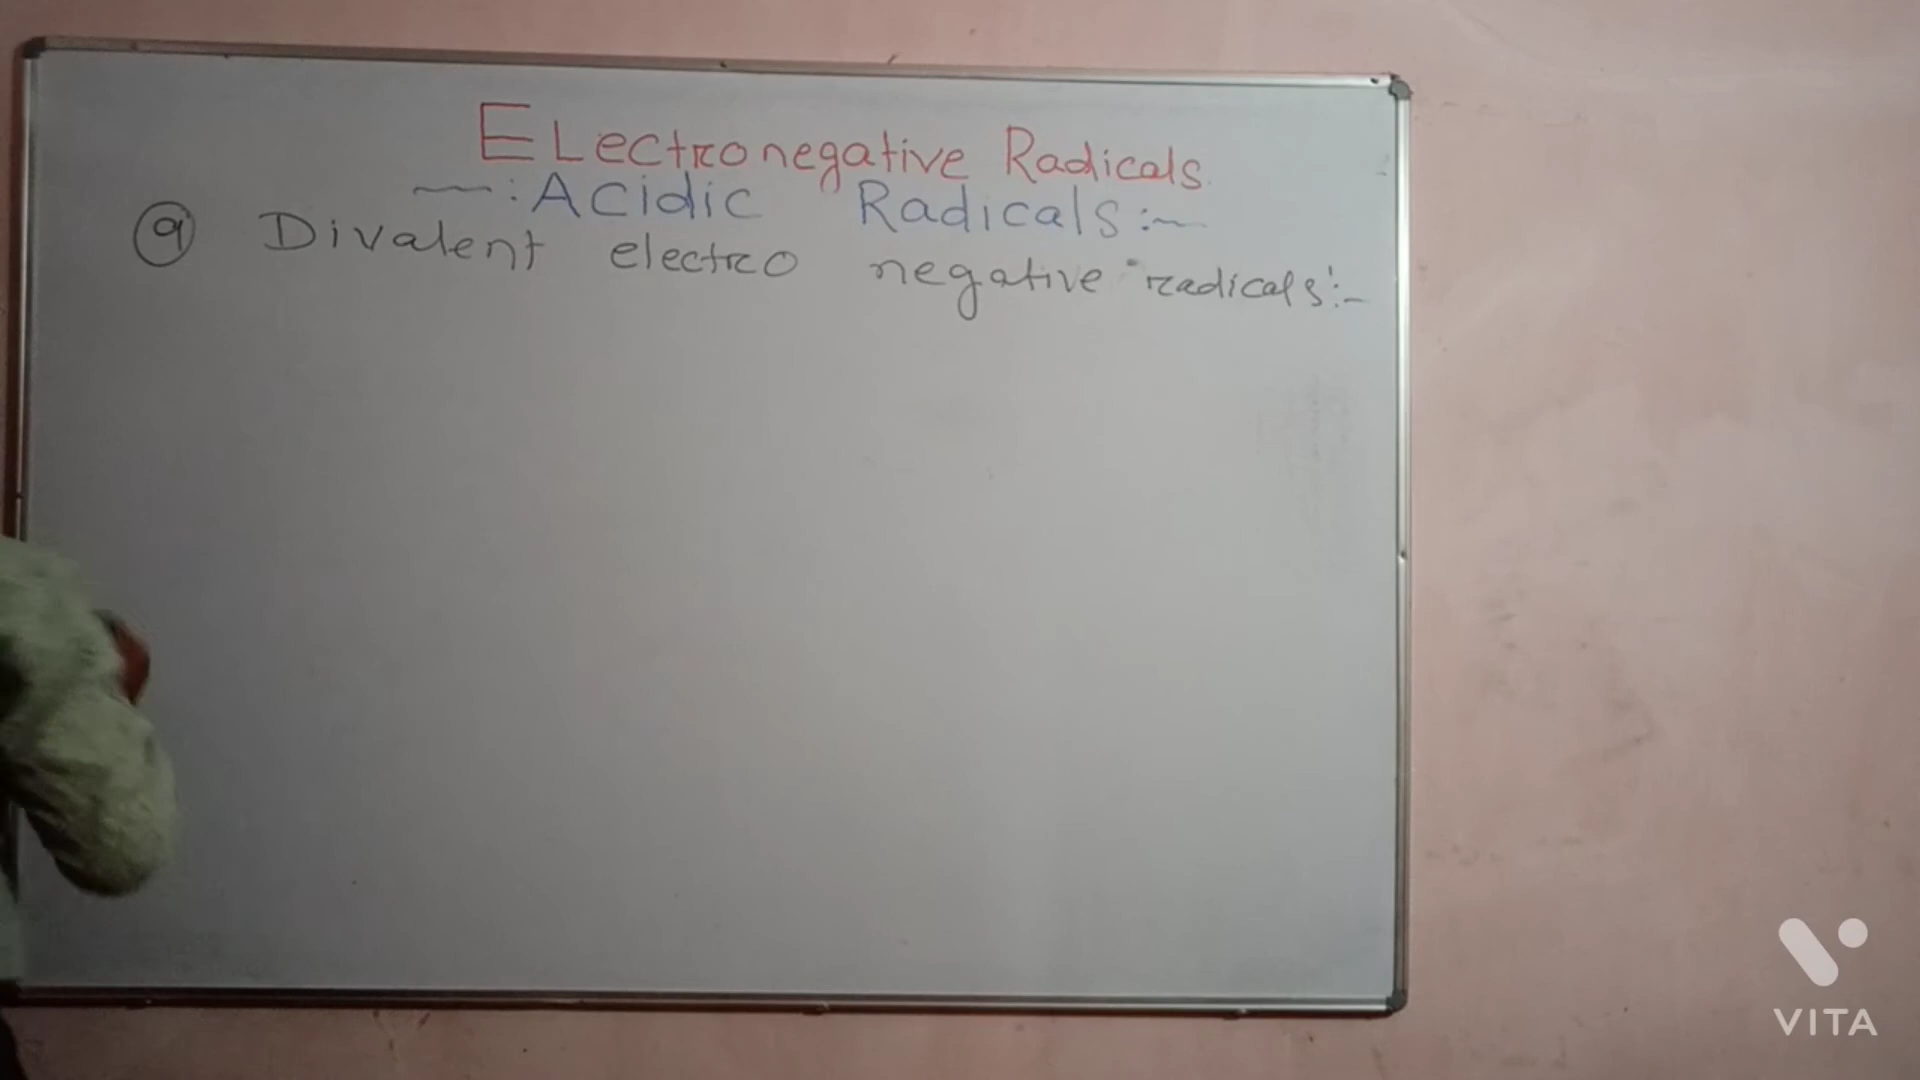 ELectronegative Radicals
~:Acidic Radicals:~
(a) Divalent electro negative radicals:-
VITA